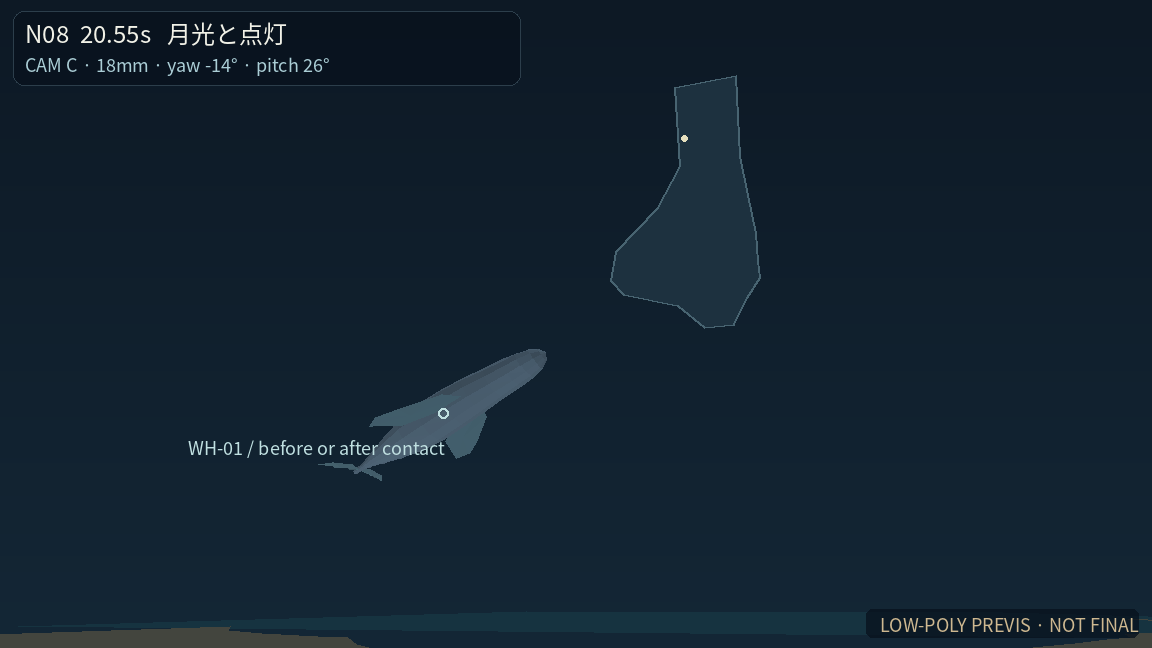 N08 20.55s 月光と点灯
CAM C · 18mm · yaw -14° · pitch 26°
WH-01 / before or after contact
LOW-POLY PREVIS · NOT FINAL